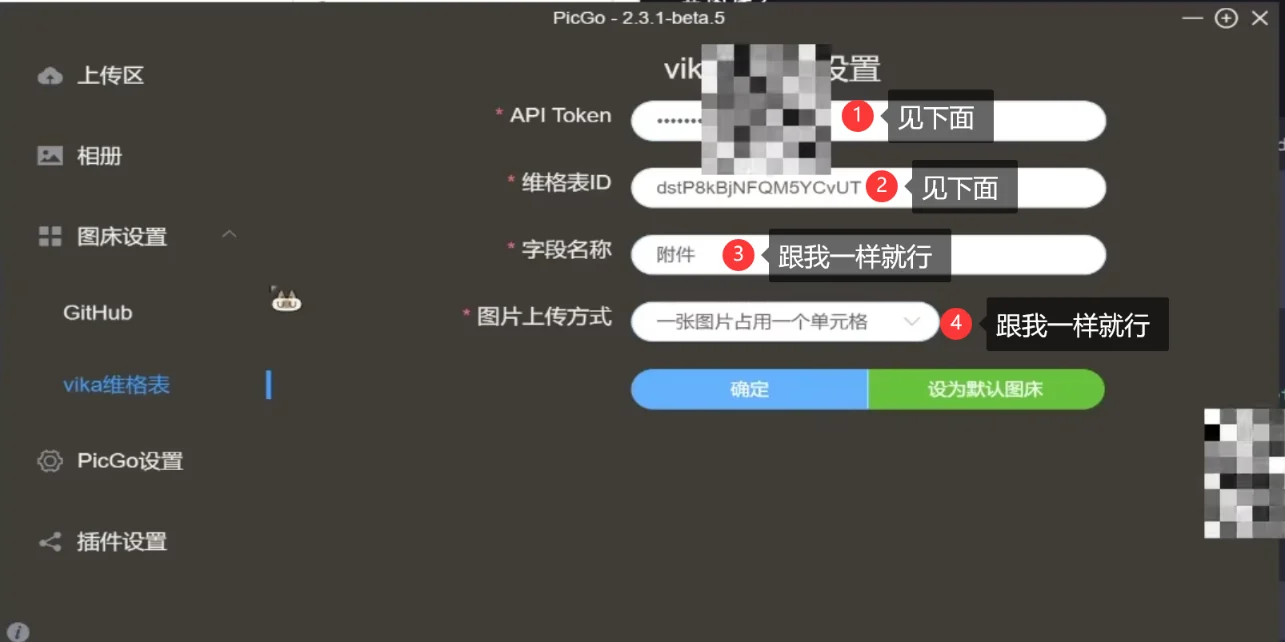 PicGo - 2.3.1-beta.5
上传区
相册
图床设置
GitHub
vika维格表
PicGo设置
插件设置
vik 设置
* API Token
••••••• 1 见下面
* 维格表ID
dstP8kBjNFQM5YCvUT 2 见下面
* 字段名称
附件 3 跟我一样就行
* 图片上传方式
一张图片占用一个单元格 4 跟我一样就行
确定 设为默认图床